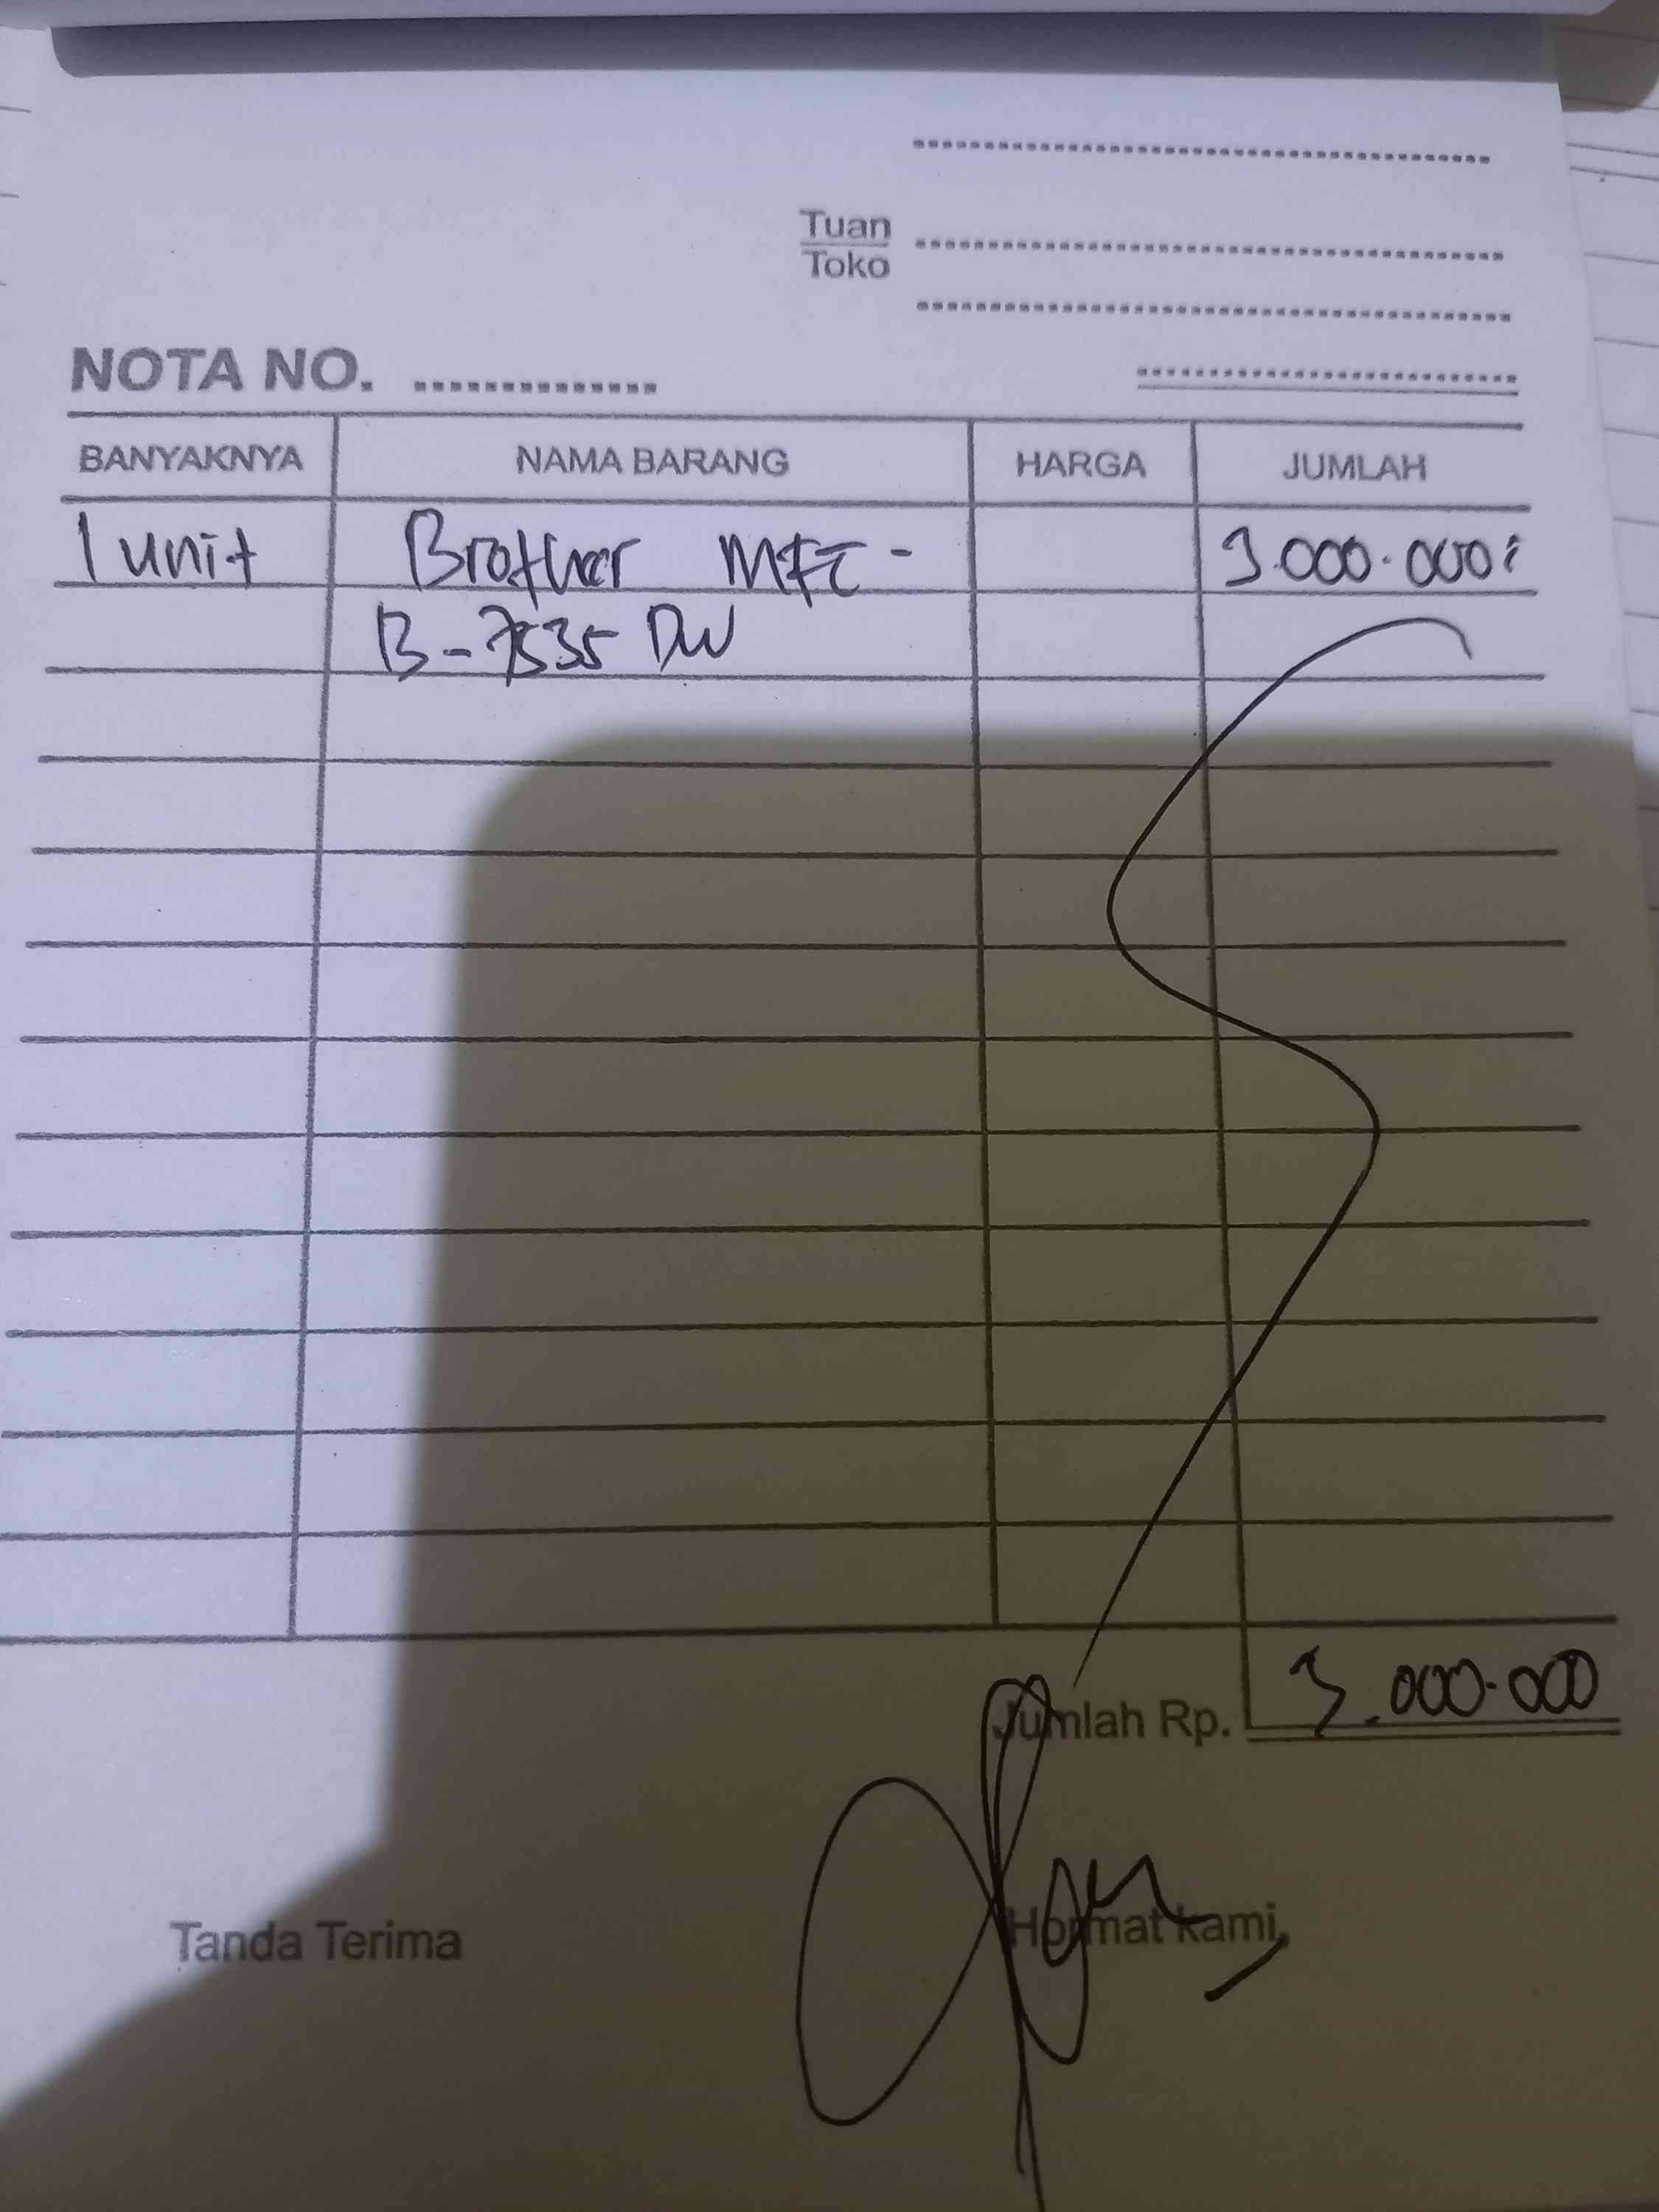 Tuan
Toko
NOTA NO.
BANYAKNYA NAMA BARANG HARGA JUMLAH
1 unit Brother MFC - 3.000.000
B-7535 DW
Jumlah Rp. 3.000.000
Tanda Terima Hormat kami,